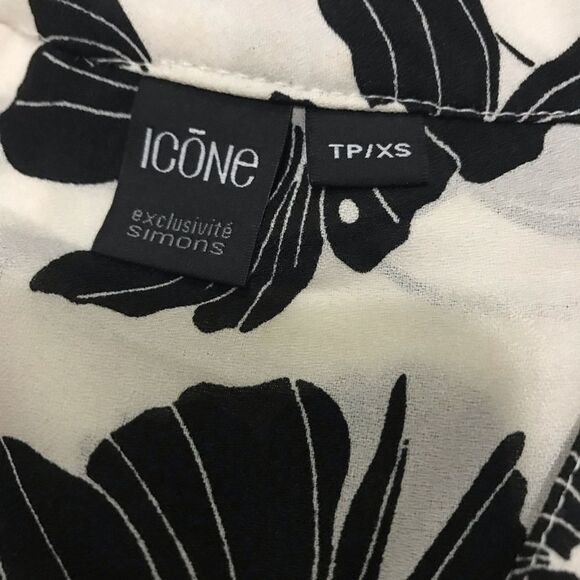 ICŌNe
exclusivité
simons
TP/XS